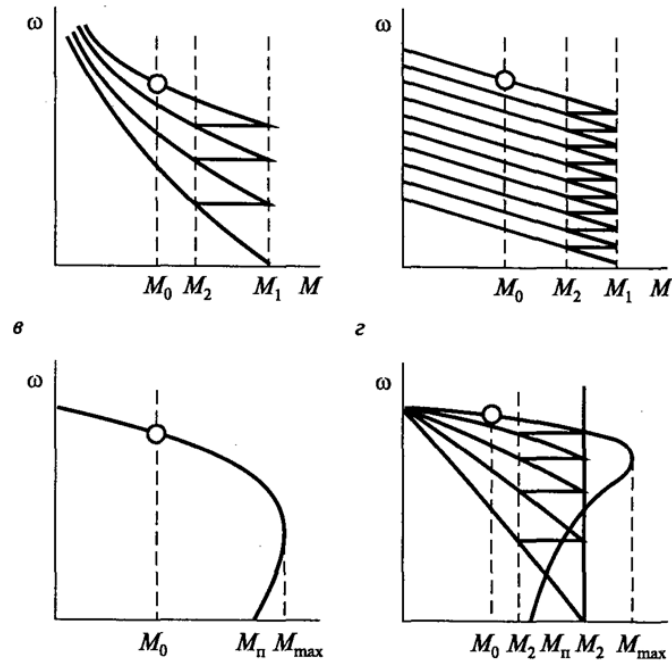 ω ω
M₀ M₂ M₁ M M₀ M₂ M₁ M
в г
ω ω
M₀ Mп Mmax M₀ M₂ Mп M₂ Mmax